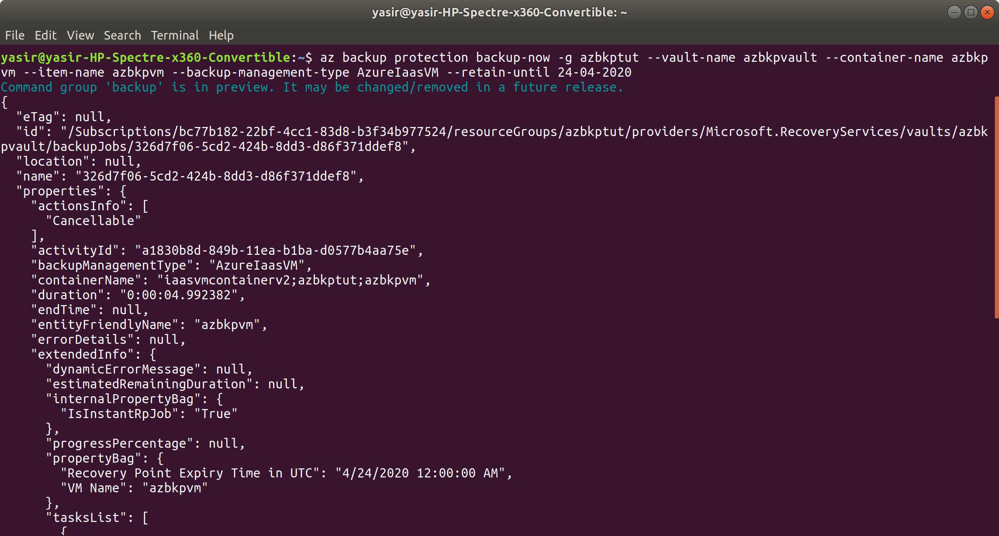 yasir@yasir-HP-Spectre-x360-Convertible: ~
File Edit View Search Terminal Help
yasir@yasir-HP-Spectre-x360-Convertible:~$ az backup protection backup-now -g azbkptut --vault-name azbkpvault --container-name azbkp
vm --item-name azbkpvm --backup-management-type AzureIaasVM --retain-until 24-04-2020
Command group 'backup' is in preview. It may be changed/removed in a future release.
{
  "eTag": null,
  "id": "/Subscriptions/bc77b182-22bf-4cc1-83d8-b3f34b977524/resourceGroups/azbkptut/providers/Microsoft.RecoveryServices/vaults/azbk
pvault/backupJobs/326d7f06-5cd2-424b-8dd3-d86f371ddef8",
  "location": null,
  "name": "326d7f06-5cd2-424b-8dd3-d86f371ddef8",
  "properties": {
    "actionsInfo": [
      "Cancellable"
    ],
    "activityId": "a1830b8d-849b-11ea-b1ba-d0577b4aa75e",
    "backupManagementType": "AzureIaasVM",
    "containerName": "iaasvmcontainerv2;azbkptut;azbkpvm",
    "duration": "0:00:04.992382",
    "endTime": null,
    "entityFriendlyName": "azbkpvm",
    "errorDetails": null,
    "extendedInfo": {
      "dynamicErrorMessage": null,
      "estimatedRemainingDuration": null,
      "internalPropertyBag": {
        "IsInstantRpJob": "True"
      },
      "progressPercentage": null,
      "propertyBag": {
        "Recovery Point Expiry Time in UTC": "4/24/2020 12:00:00 AM",
        "VM Name": "azbkpvm"
      },
      "tasksList": [
        {